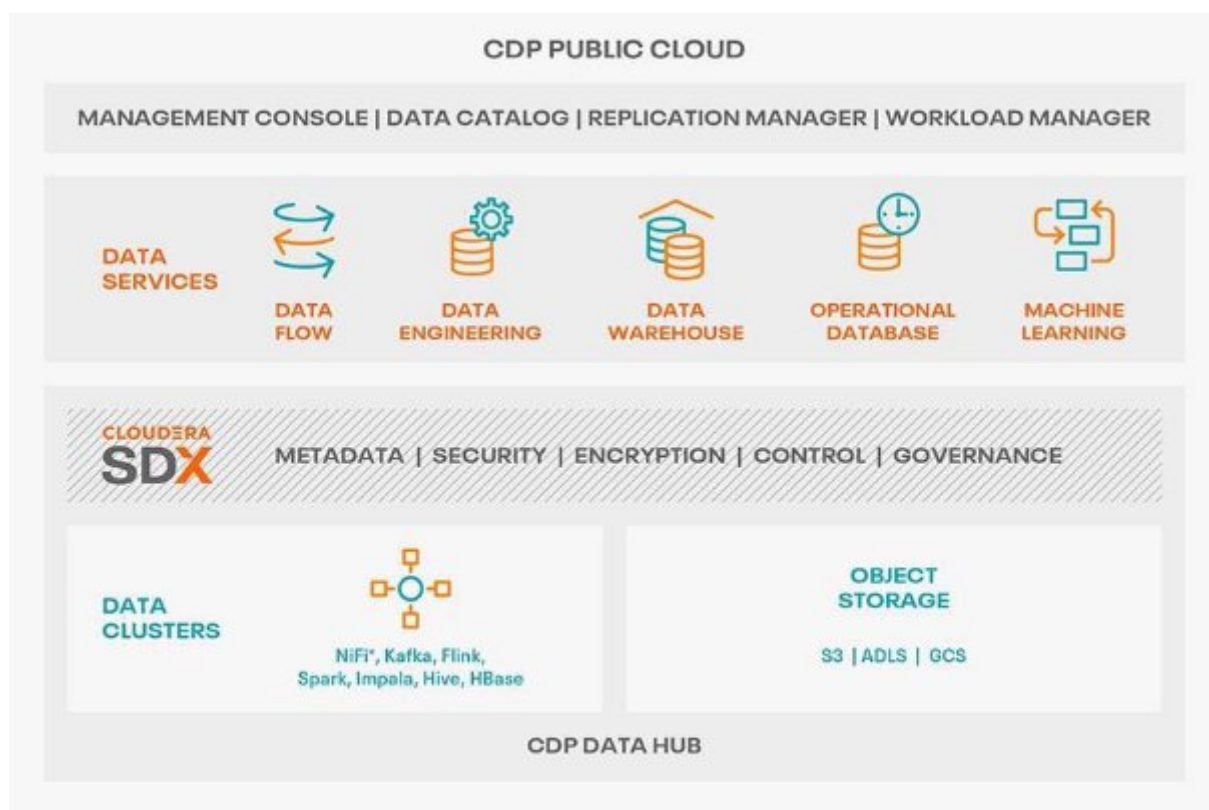 CDP PUBLIC CLOUD
MANAGEMENT CONSOLE | DATA CATALOG | REPLICATION MANAGER | WORKLOAD MANAGER
DATA
SERVICES
DATA
FLOW
DATA
ENGINEERING
DATA
WAREHOUSE
OPERATIONAL
DATABASE
MACHINE
LEARNING
CLOUDERA
SDX
METADATA | SECURITY | ENCRYPTION | CONTROL | GOVERNANCE
DATA
CLUSTERS
NiFi*, Kafka, Flink,
Spark, Impala, Hive, HBase
OBJECT
STORAGE
S3 | ADLS | GCS
CDP DATA HUB